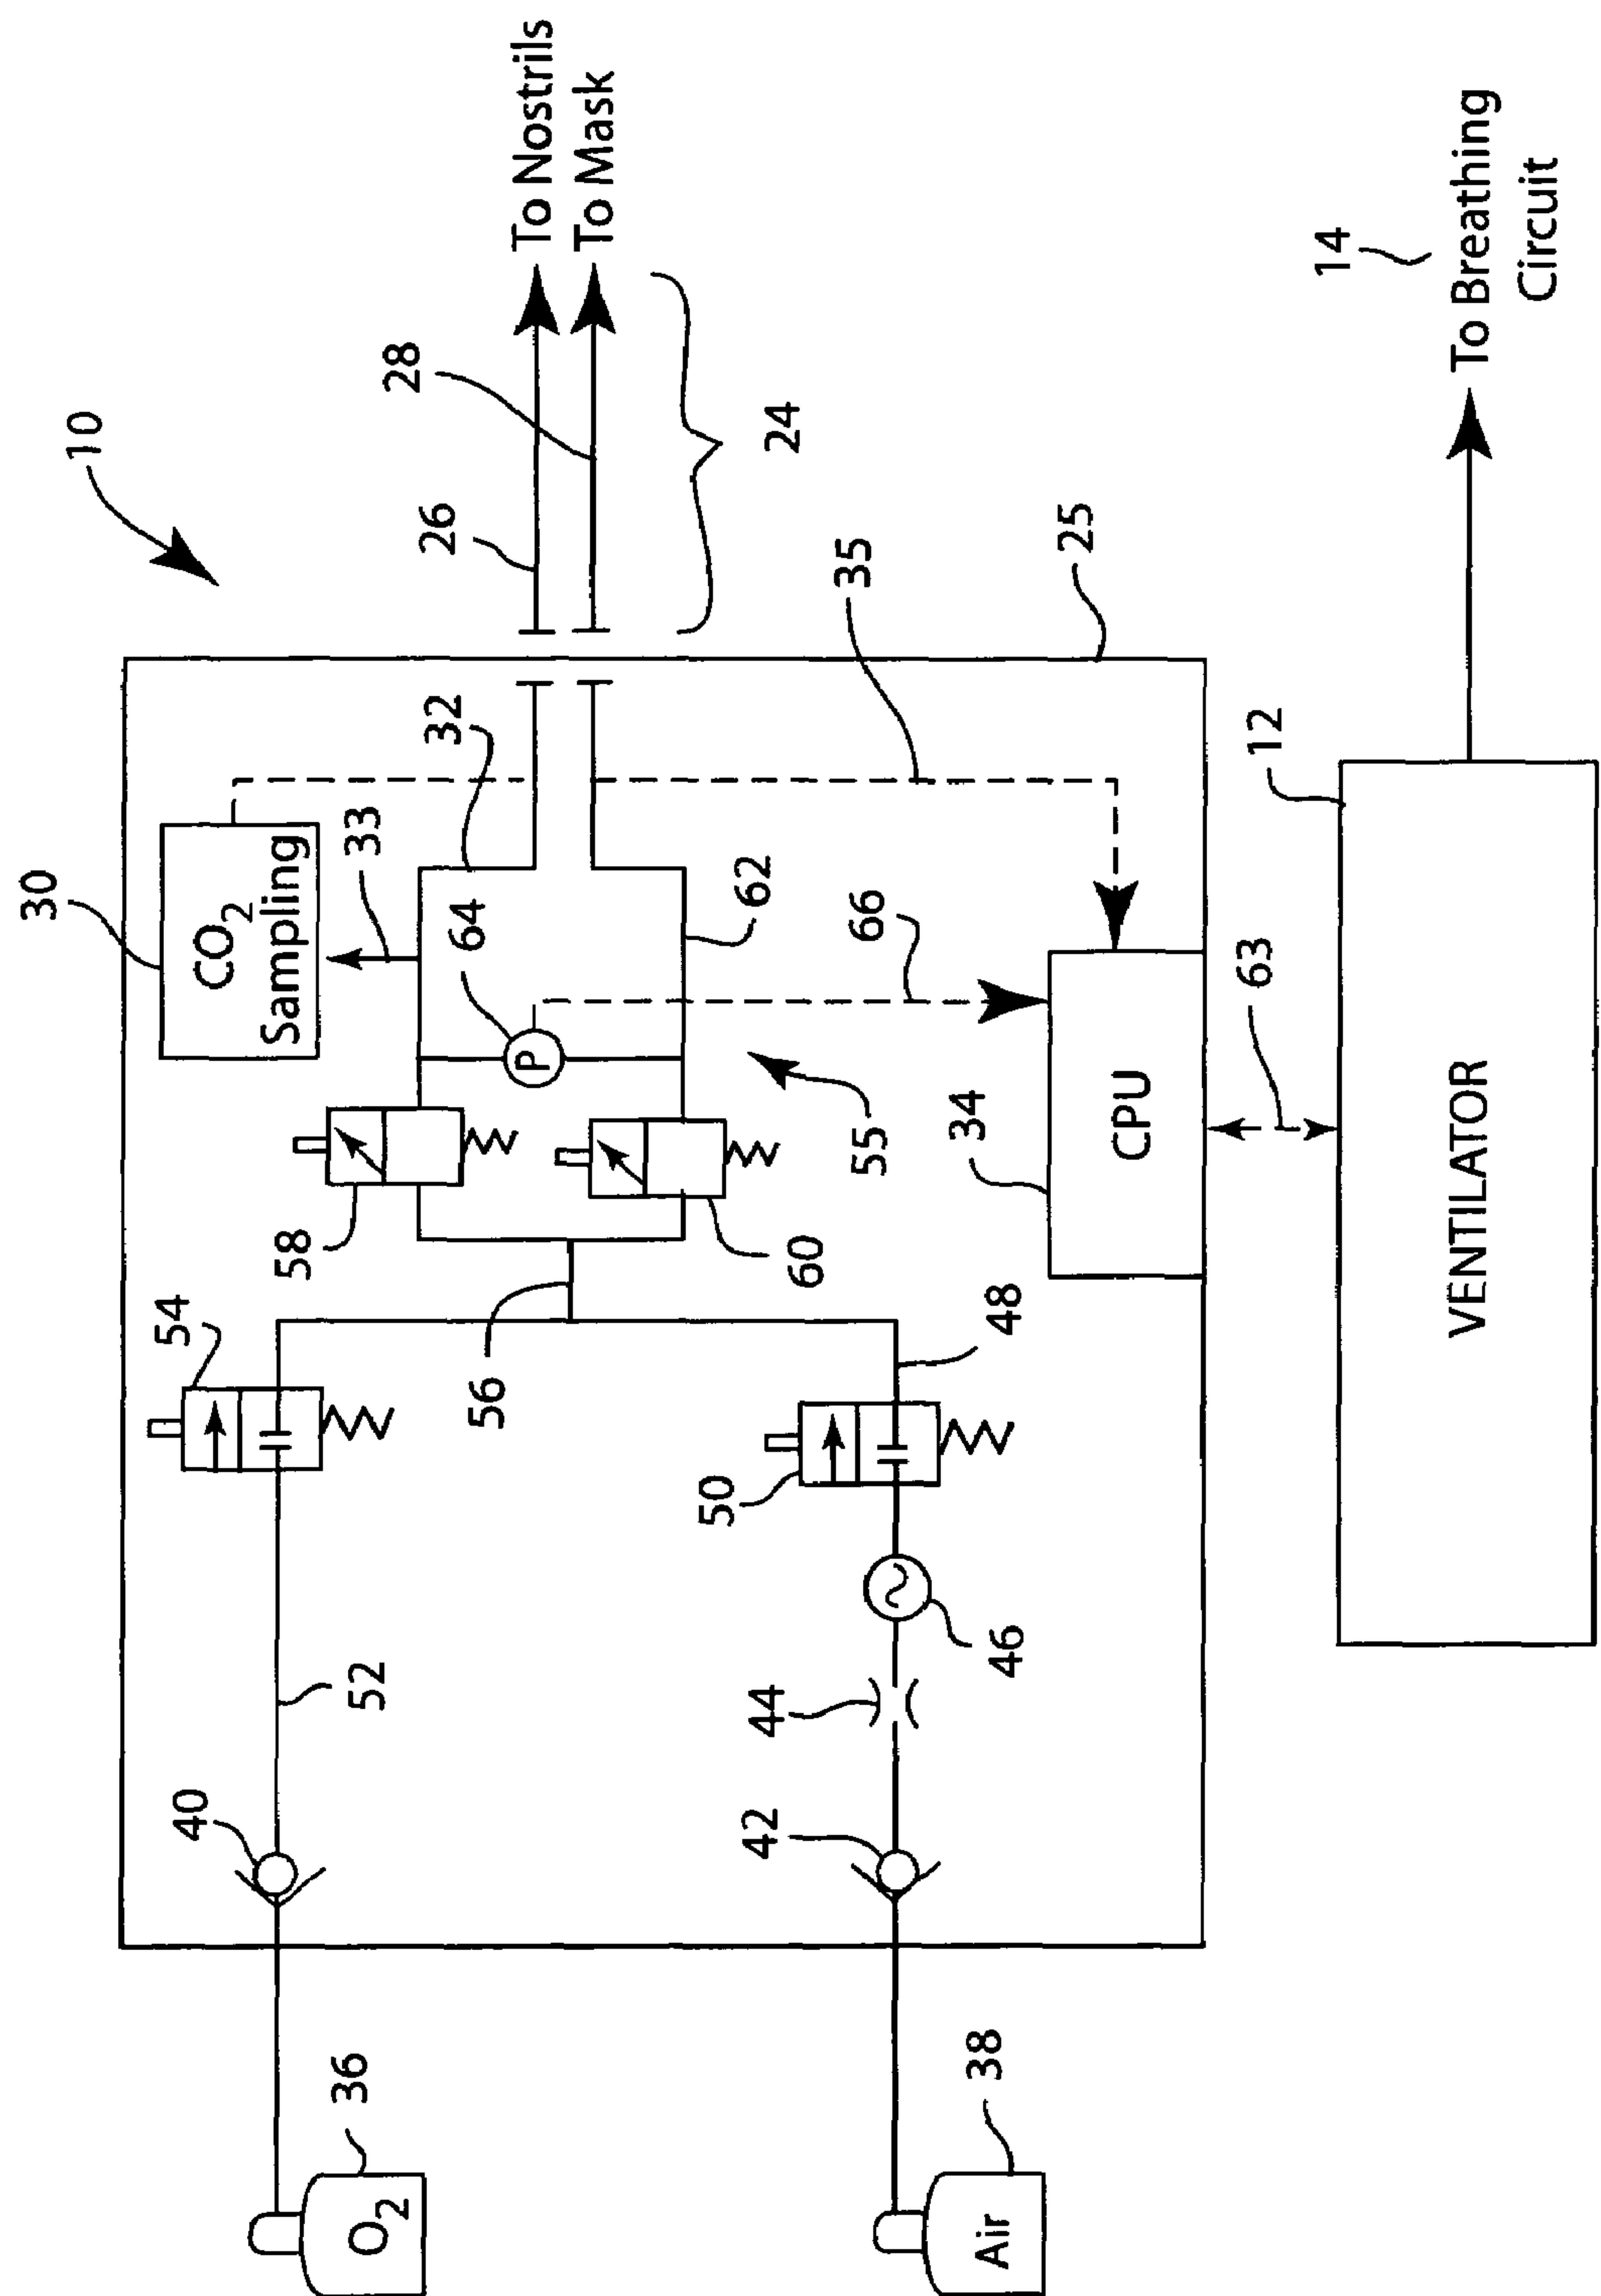 10
30
CO2
Sampling
33
32
26
28
To Nostrils
To Mask
24
54
58
64
P
62
35
25
40
52
56
60
55
66
36
O2
50
48
34
CPU
42
44
46
63
12
14
To Breathing
Circuit
38
Air
VENTILATOR